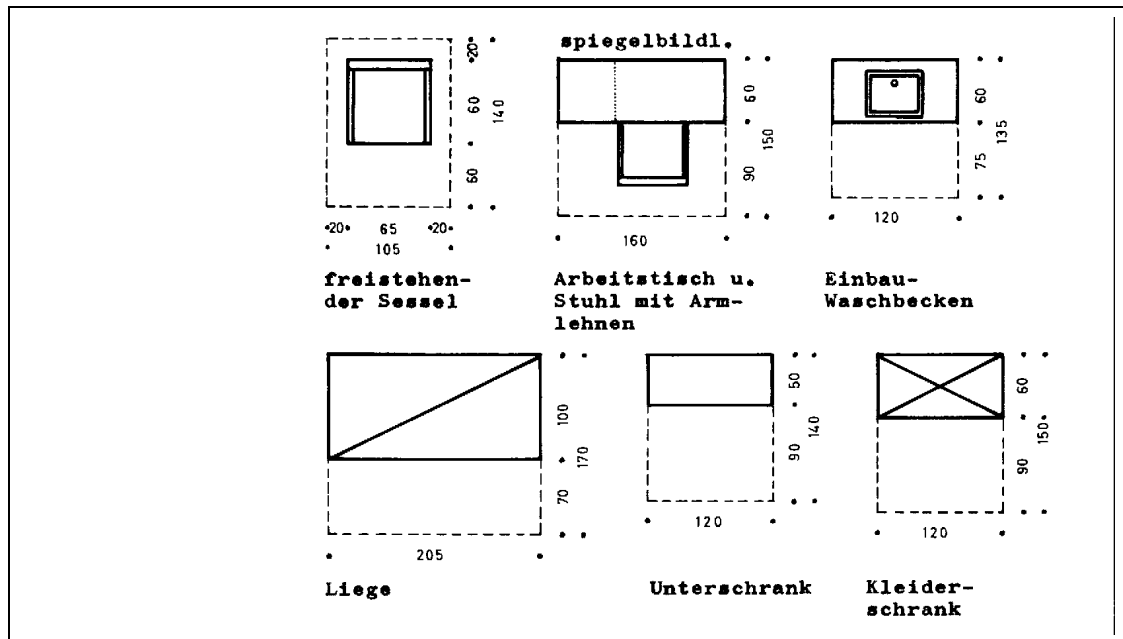 spiegelbildl.
20
60
140
60
20 65 20
105
60
150
90
160
60
135
75
120
freistehen-
der Sessel
Arbeitstisch u.
Stuhl mit Arm-
lehnen
Einbau-
Waschbecken
100
170
70
205
50
140
90
120
60
150
90
120
Liege
Unterschrank
Kleider-
schrank